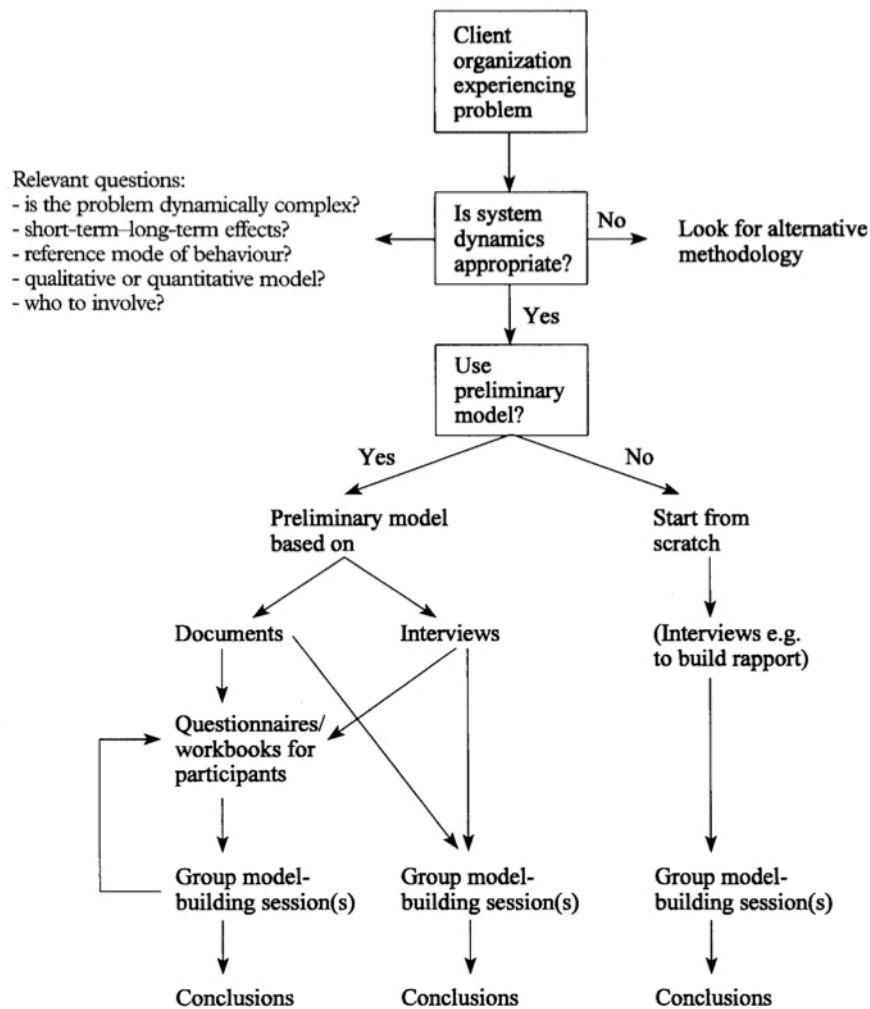 Client
organization
experiencing
problem
Relevant questions:
- is the problem dynamically complex?
- short-term–long-term effects?
- reference mode of behaviour?
- qualitative or quantitative model?
- who to involve?
Is system
dynamics
appropriate?
No
Look for alternative
methodology
Yes
Use
preliminary
model?
Yes
No
Preliminary model
based on
Start from
scratch
Documents
Interviews
(Interviews e.g.
to build rapport)
Questionnaires/
workbooks for
participants
Group model-
building session(s)
Group model-
building session(s)
Group model-
building session(s)
Conclusions
Conclusions
Conclusions